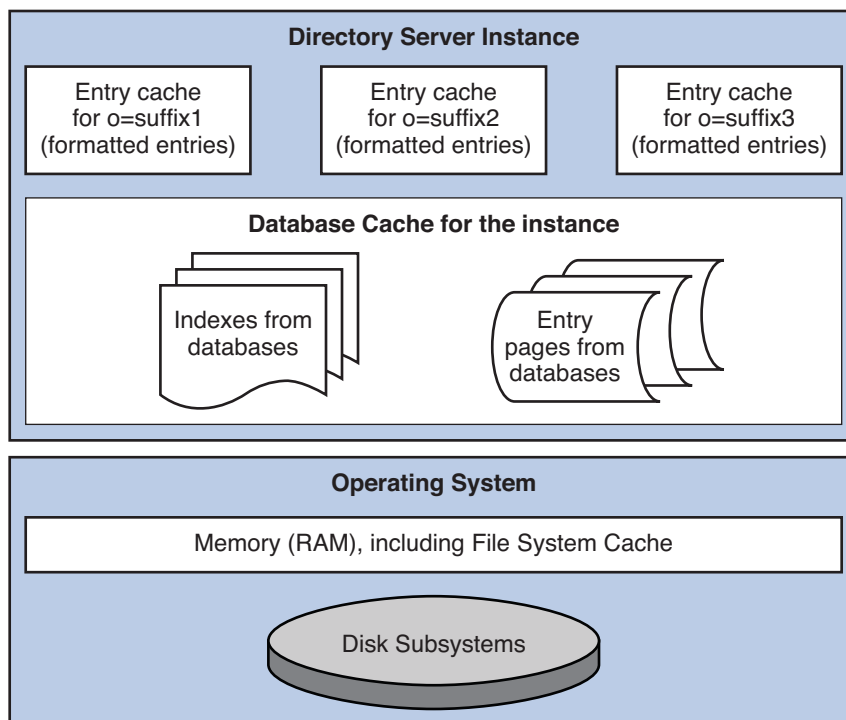 Directory Server Instance
Entry cache
for o=suffix1
(formatted entries)
Entry cache
for o=suffix2
(formatted entries)
Entry cache
for o=suffix3
(formatted entries)
Database Cache for the instance
Indexes from
databases
Entry
pages from
databases
Operating System
Memory (RAM), including File System Cache
Disk Subsystems